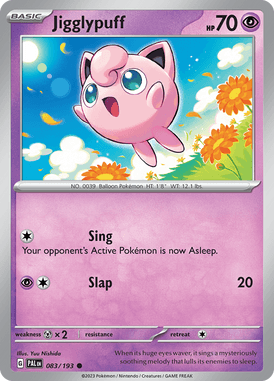 BASIC
Jigglypuff
HP 70
NO. 0039 Balloon Pokémon HT: 1'8" WT: 12.1 lbs.
Sing
Your opponent's Active Pokémon is now Asleep.
Slap 20
weakness ×2 resistance retreat
Illus. Yuu Nishida
PAL EN 083/193
When its huge eyes waver, it sings a mysteriously
soothing melody that lulls its enemies to sleep.
©2023 Pokémon / Nintendo / Creatures / GAME FREAK